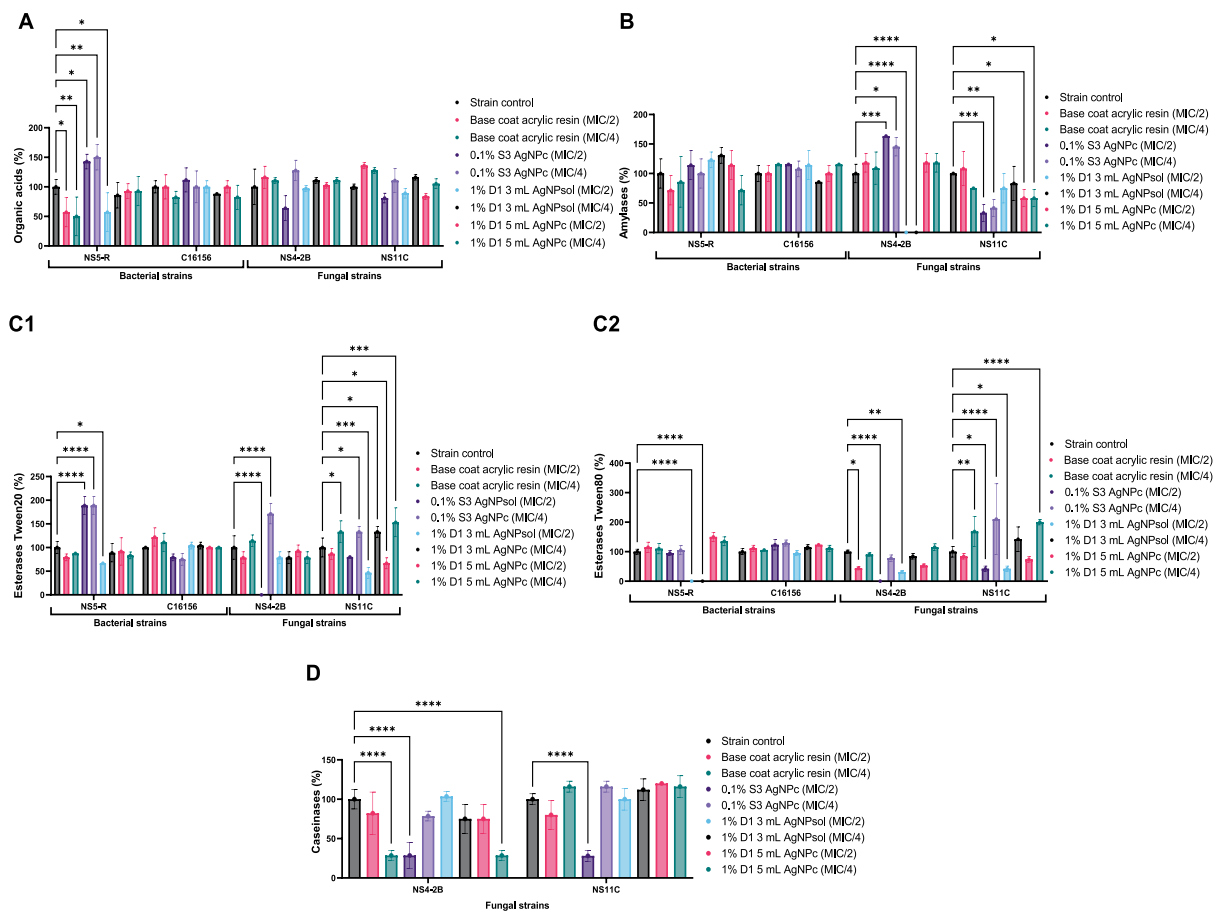 A
B
*
**
*
**
*
Organic acids (%)
200
150
100
50
0
NS5-R
C16156
NS4-2B
NS11C
Bacterial strains
Fungal strains
Strain control
Base coat acrylic resin (MIC/2)
Base coat acrylic resin (MIC/4)
0.1% S3 AgNPc (MIC/2)
0.1% S3 AgNPc (MIC/4)
1% D1 3 mL AgNPsol (MIC/2)
1% D1 3 mL AgNPsol (MIC/4)
1% D1 5 mL AgNPc (MIC/2)
1% D1 5 mL AgNPc (MIC/4)
****
****
*
***
*
*
**
***
Amylases (%)
200
150
100
50
0
NS5-R
C16156
NS4-2B
NS11C
Bacterial strains
Fungal strains
Strain control
Base coat acrylic resin (MIC/2)
Base coat acrylic resin (MIC/4)
0.1% S3 AgNPc (MIC/2)
0.1% S3 AgNPc (MIC/4)
1% D1 3 mL AgNPsol (MIC/2)
1% D1 3 mL AgNPsol (MIC/4)
1% D1 5 mL AgNPc (MIC/2)
1% D1 5 mL AgNPc (MIC/4)
C1
C2
*
****
****
****
****
***
*
*
***
*
*
Esterases Tween20 (%)
250
200
150
100
50
0
NS5-R
C16156
NS4-2B
NS11C
Bacterial strains
Fungal strains
Strain control
Base coat acrylic resin (MIC/2)
Base coat acrylic resin (MIC/4)
0.1% S3 AgNPsol (MIC/2)
0.1% S3 AgNPc (MIC/4)
1% D1 3 mL AgNPsol (MIC/2)
1% D1 3 mL AgNPc (MIC/4)
1% D1 5 mL AgNPc (MIC/2)
1% D1 5 mL AgNPc (MIC/4)
****
****
**
****
*
****
*
****
*
**
Esterases Tween80 (%)
400
300
200
100
0
NS5-R
C16156
NS4-2B
NS11C
Bacterial strains
Fungal strains
Strain control
Base coat acrylic resin (MIC/2)
Base coat acrylic resin (MIC/4)
0.1% S3 AgNPc (MIC/2)
0.1% S3 AgNPc (MIC/4)
1% D1 3 mL AgNPsol (MIC/2)
1% D1 3 mL AgNPsol (MIC/4)
1% D1 5 mL AgNPc (MIC/2)
1% D1 5 mL AgNPc (MIC/4)
D
****
****
****
****
Caseinases (%)
150
100
50
0
NS4-2B
NS11C
Fungal strains
Strain control
Base coat acrylic resin (MIC/2)
Base coat acrylic resin (MIC/4)
0.1% S3 AgNPc (MIC/2)
0.1% S3 AgNPc (MIC/4)
1% D1 3 mL AgNPsol (MIC/2)
1% D1 3 mL AgNPsol (MIC/4)
1% D1 5 mL AgNPc (MIC/2)
1% D1 5 mL AgNPc (MIC/4)